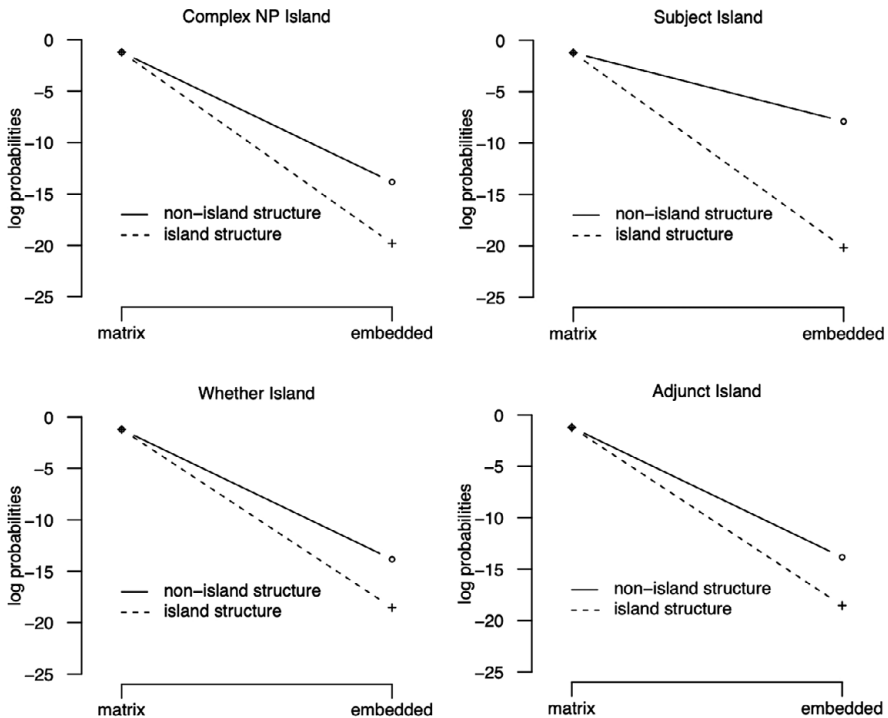 Complex NP Island
0
−5
−10
−15
−20
−25
log probabilities
non−island structure
island structure
matrix
embedded
Subject Island
0
−5
−10
−15
−20
−25
log probabilities
non−island structure
island structure
matrix
embedded
Whether Island
0
−5
−10
−15
−20
−25
log probabilities
non−island structure
island structure
matrix
embedded
Adjunct Island
0
−5
−10
−15
−20
−25
log probabilities
non−island structure
island structure
matrix
embedded